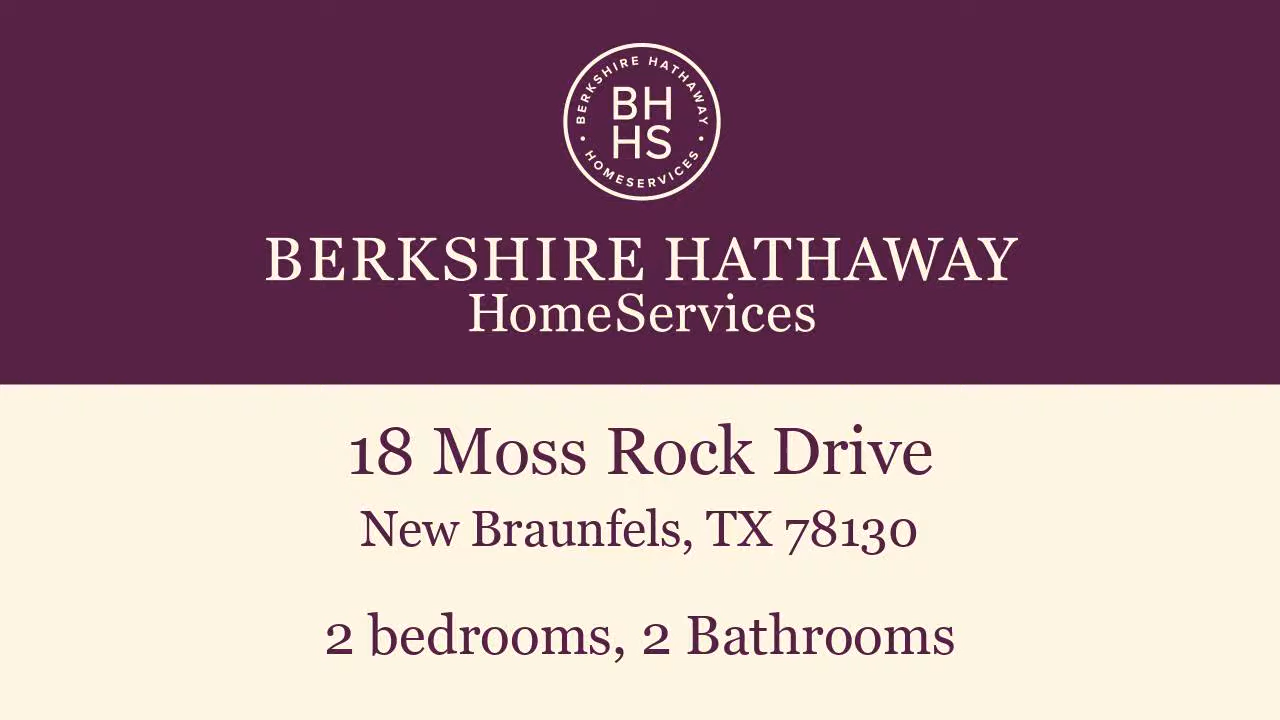 BERKSHIRE HATHAWAY
BH
HS
HOMESERVICES
BERKSHIRE HATHAWAY
HomeServices
18 Moss Rock Drive
New Braunfels, TX 78130
2 bedrooms, 2 Bathrooms